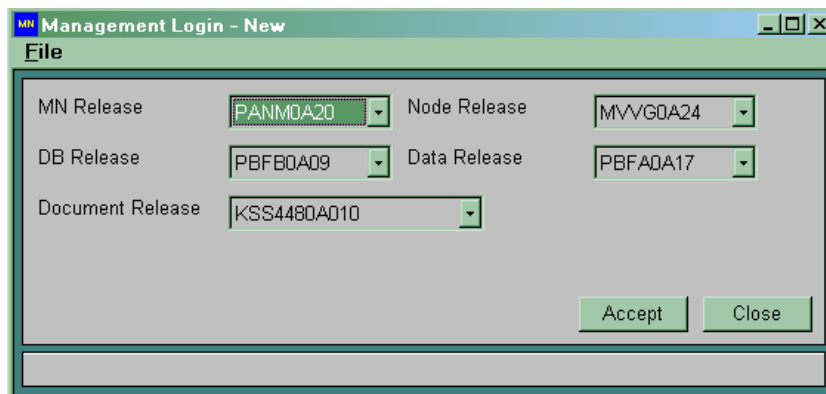 MN Management Login - New
File
MN Release PANM0A20 Node Release MVVG0A24
DB Release PBFB0A09 Data Release PBFA0A17
Document Release KSS4480A010
Accept Close